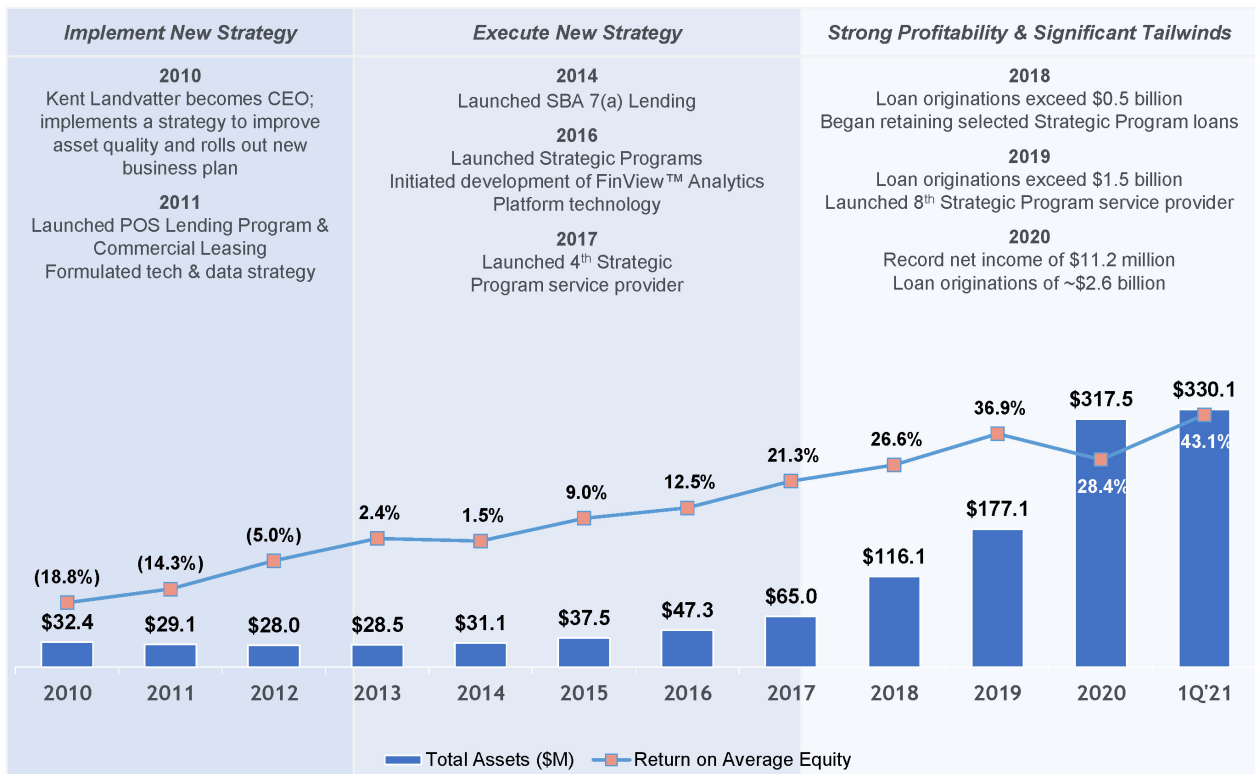 Implement New Strategy
2010
Kent Landvatter becomes CEO;
implements a strategy to improve
asset quality and rolls out new
business plan
2011
Launched POS Lending Program &
Commercial Leasing
Formulated tech & data strategy
Execute New Strategy
2014
Launched SBA 7(a) Lending
2016
Launched Strategic Programs
Initiated development of FinView™ Analytics
Platform technology
2017
Launched 4th Strategic
Program service provider
Strong Profitability & Significant Tailwinds
2018
Loan originations exceed $0.5 billion
Began retaining selected Strategic Program loans
2019
Loan originations exceed $1.5 billion
Launched 8th Strategic Program service provider
2020
Record net income of $11.2 million
Loan originations of ~$2.6 billion
(18.8%) (14.3%) (5.0%) 2.4% 1.5% 9.0% 12.5% 21.3% 26.6% 36.9% 28.4% 43.1%
$32.4 $29.1 $28.0 $28.5 $31.1 $37.5 $47.3 $65.0 $116.1 $177.1 $317.5 $330.1
2010 2011 2012 2013 2014 2015 2016 2017 2018 2019 2020 1Q'21
Total Assets ($M) Return on Average Equity